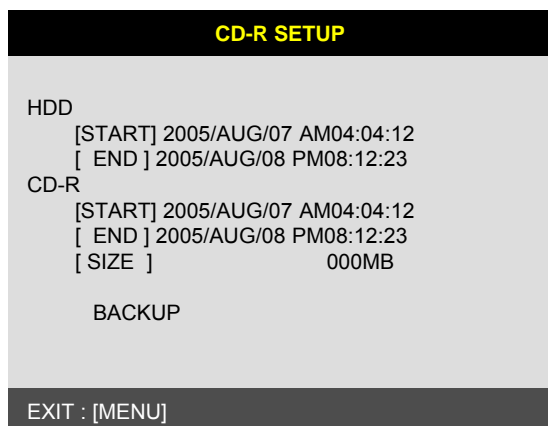 CD-R SETUP
HDD
[START] 2005/AUG/07 AM04:04:12
[ END ] 2005/AUG/08 PM08:12:23
CD-R
[START] 2005/AUG/07 AM04:04:12
[ END ] 2005/AUG/08 PM08:12:23
[ SIZE ] 000MB
BACKUP
EXIT : [MENU]